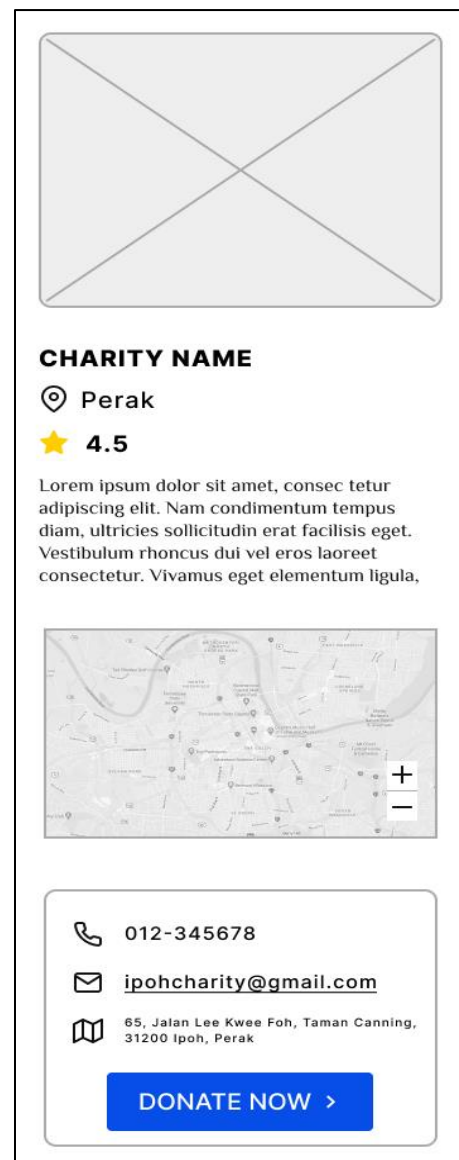 CHARITY NAME
Perak
4.5
Lorem ipsum dolor sit amet, consec tetur
adipiscing elit. Nam condimentum tempus
diam, ultricies sollicitudin erat facilisis eget.
Vestibulum rhoncus dui vel eros laoreet
consectetur. Vivamus eget elementum ligula,
+
−
012-345678
ipohcharity@gmail.com
65, Jalan Lee Kwee Foh, Taman Canning,
31200 Ipoh, Perak
DONATE NOW >